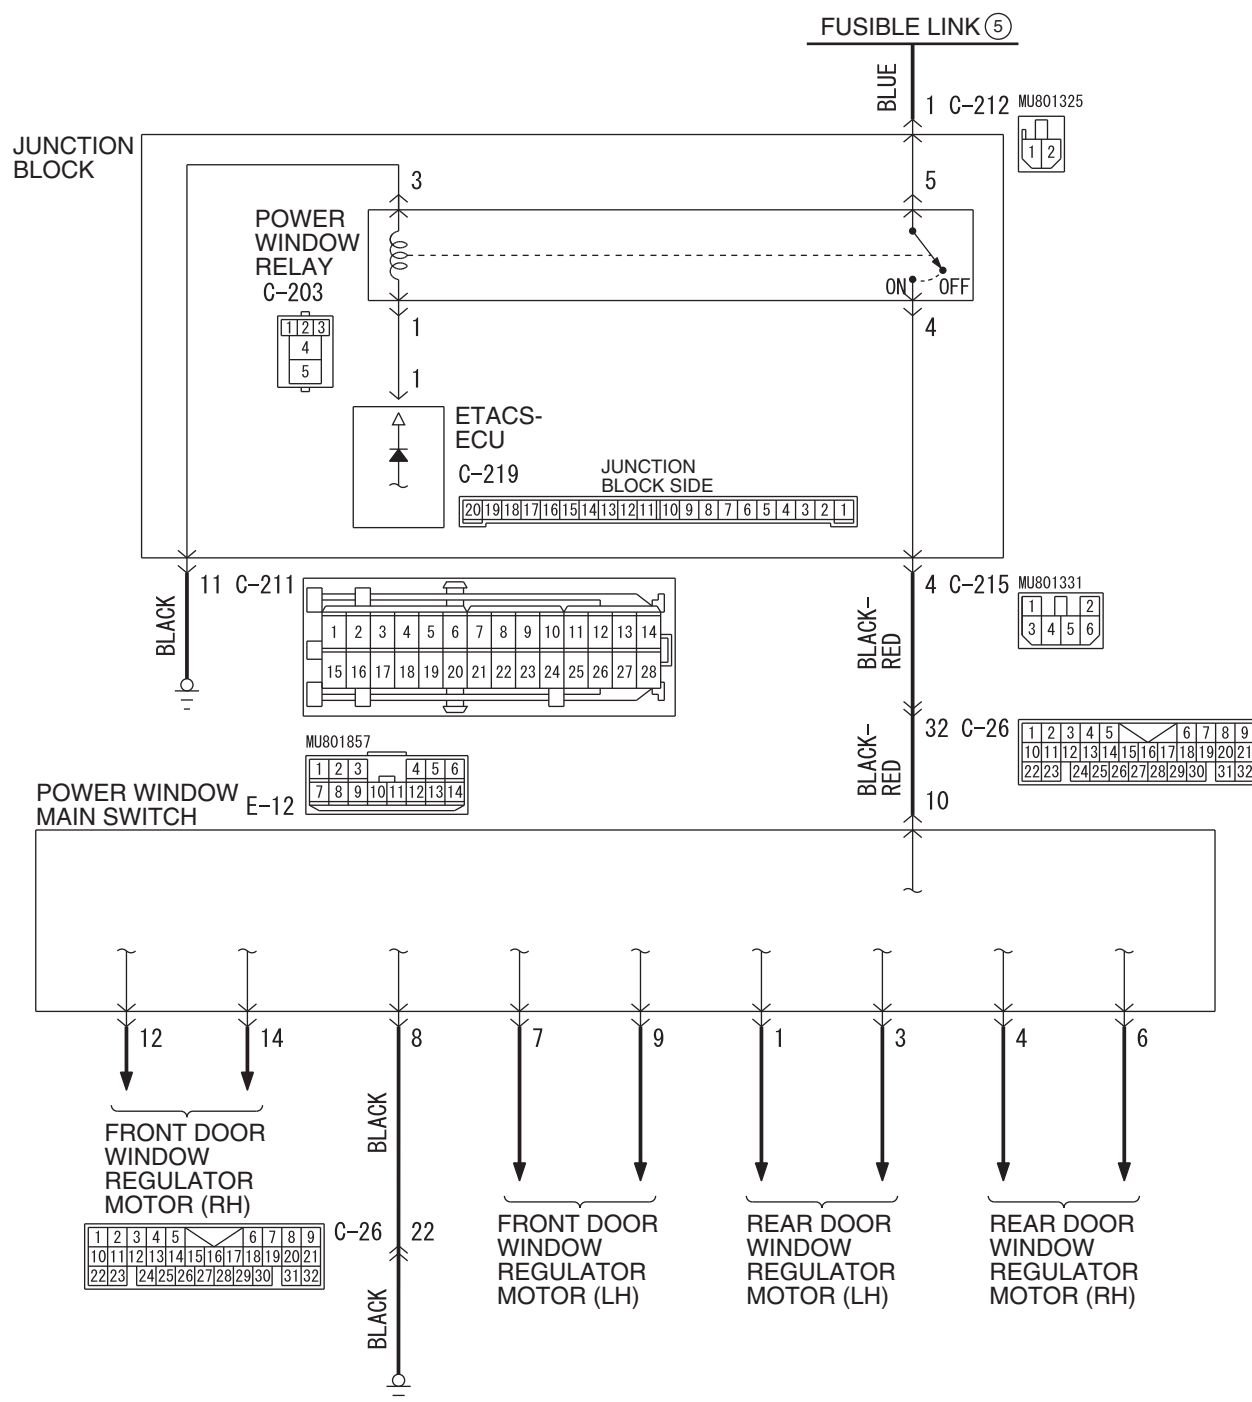 FUSIBLE LINK 5
BLUE
1 C-212 MU801325
1 2
JUNCTION
BLOCK
3
5
POWER
WINDOW
RELAY
C-203
ON OFF
1 2 3
4
5
1
4
1
ETACS-
ECU
C-219
JUNCTION
BLOCK SIDE
20 19 18 17 16 15 14 13 12 11 10 9 8 7 6 5 4 3 2 1
11 C-211
BLACK
1 2 3 4 5 6 7 8 9 10 11 12 13 14
15 16 17 18 19 20 21 22 23 24 25 26 27 28
4 C-215 MU801331
1 2
3 4 5 6
BLACK-
RED
32 C-26
1 2 3 4 5 6 7 8 9
10 11 12 13 14 15 16 17 18 19 20 21
22 23 24 25 26 27 28 29 30 31 32
BLACK-
RED
10
MU801857
1 2 3 4 5 6
7 8 9 10 11 12 13 14
POWER WINDOW
MAIN SWITCH
E-12
12
14
8
7
9
1
3
4
6
FRONT DOOR
WINDOW
REGULATOR
MOTOR (RH)
BLACK
C-26 22
1 2 3 4 5 6 7 8 9
10 11 12 13 14 15 16 17 18 19 20 21
22 23 24 25 26 27 28 29 30 31 32
BLACK
FRONT DOOR
WINDOW
REGULATOR
MOTOR (LH)
REAR DOOR
WINDOW
REGULATOR
MOTOR (LH)
REAR DOOR
WINDOW
REGULATOR
MOTOR (RH)